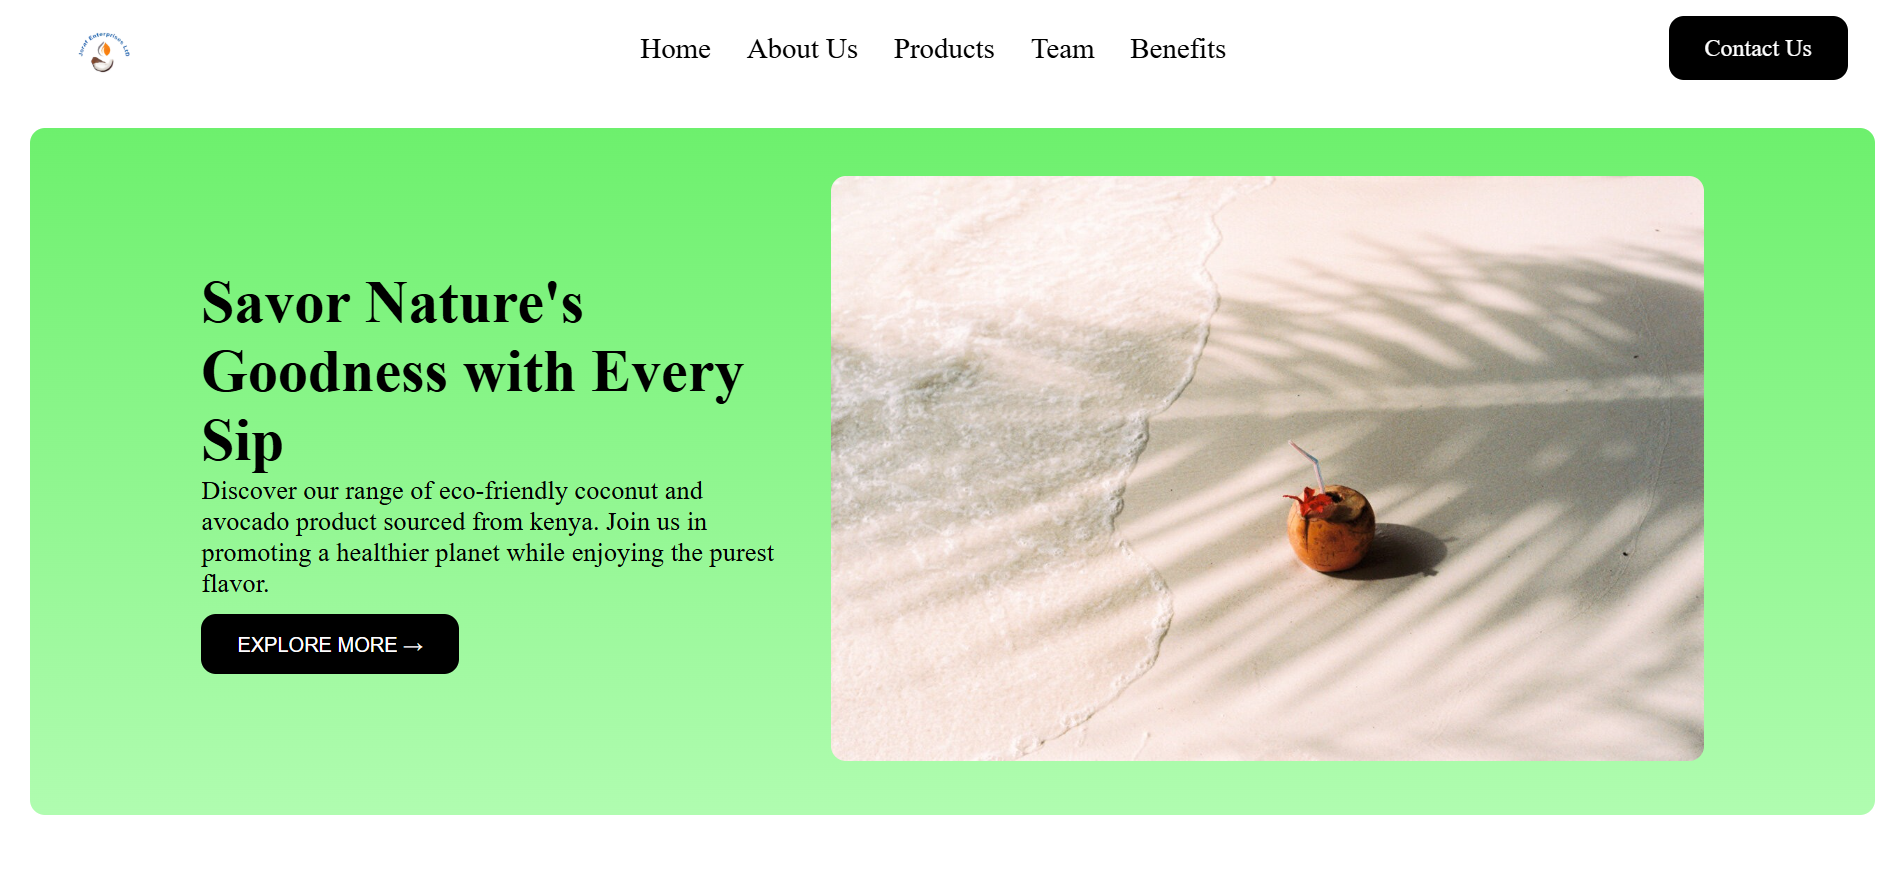 Joraf Enterprises Ltd
Home About Us Products Team Benefits
Contact Us
Savor Nature's
Goodness with Every
Sip
Discover our range of eco-friendly coconut and
avocado product sourced from kenya. Join us in
promoting a healthier planet while enjoying the purest
flavor.
EXPLORE MORE →